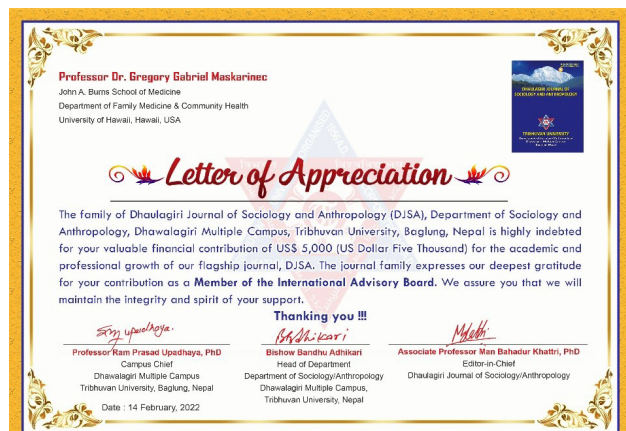 Professor Dr. Gregory Gabriel Maskarinec
John A. Burns School of Medicine
Department of Family Medicine & Community Health
University of Hawaii, Hawaii, USA
DHAULAGIRI JOURNAL OF
SOCIOLOGY AND ANTHROPOLOGY
TRIBHUVAN UNIVERSITY
Letter of Appreciation
The family of Dhaulagiri Journal of Sociology and Anthropology (DJSA), Department of Sociology and
Anthropology, Dhawalagiri Multiple Campus, Tribhuvan University, Baglung, Nepal is highly indebted
for your valuable financial contribution of US$ 5,000 (US Dollar Five Thousand) for the academic and
professional growth of our flagship journal, DJSA. The journal family expresses our deepest gratitude
for your contribution as a Member of the International Advisory Board. We assure you that we will
maintain the integrity and spirit of your support.
Thanking you !!!
Professor Ram Prasad Upadhaya, PhD
Campus Chief
Dhawalagiri Multiple Campus
Tribhuvan University, Baglung, Nepal
Date : 14 February, 2022
Bishow Bandhu Adhikari
Head of Department
Department of Sociology/Anthropology
Dhawalagiri Multiple Campus,
Tribhuvan University, Nepal
Associate Professor Man Bahadur Khattri, PhD
Editor-in-Chief
Dhaulagiri Journal of Sociology/Anthropology